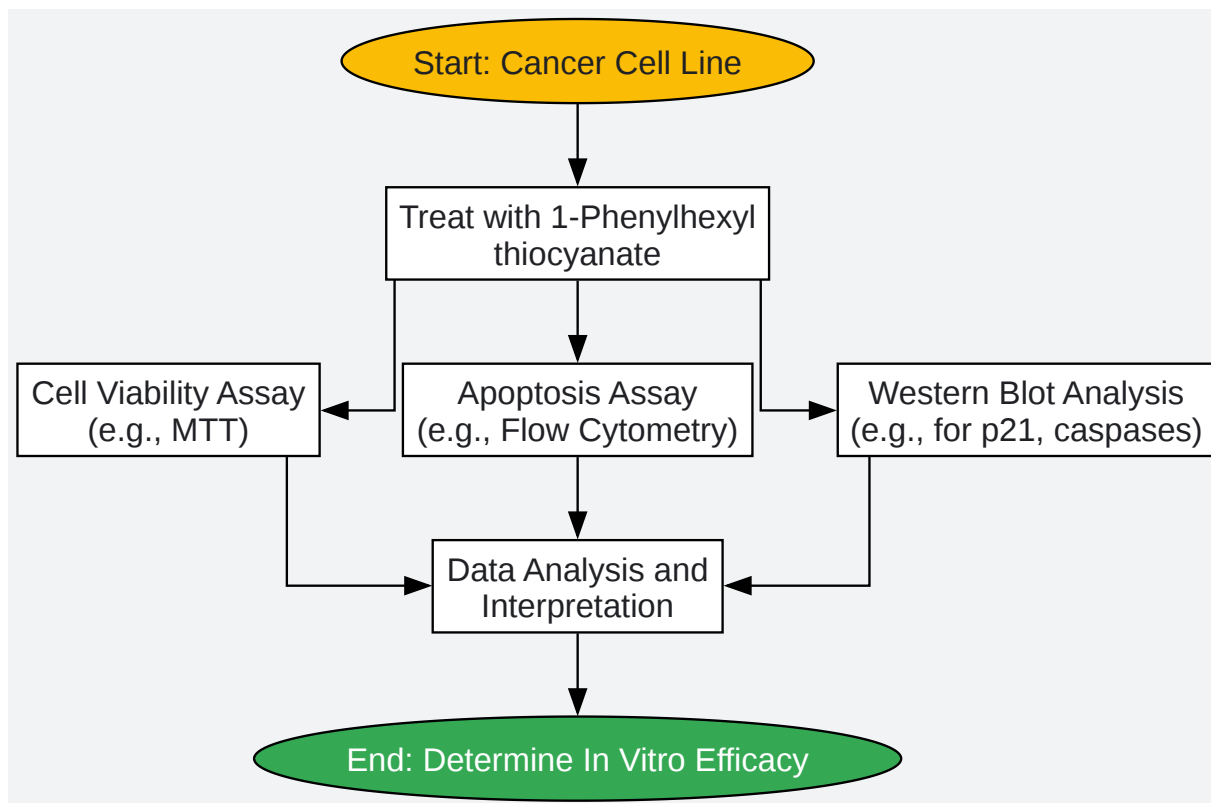 Start: Cancer Cell Line
Treat with 1-Phenylhexyl
thiocyanate
Cell Viability Assay
(e.g., MTT)
Apoptosis Assay
(e.g., Flow Cytometry)
Western Blot Analysis
(e.g., for p21, caspases)
Data Analysis and
Interpretation
End: Determine In Vitro Efficacy